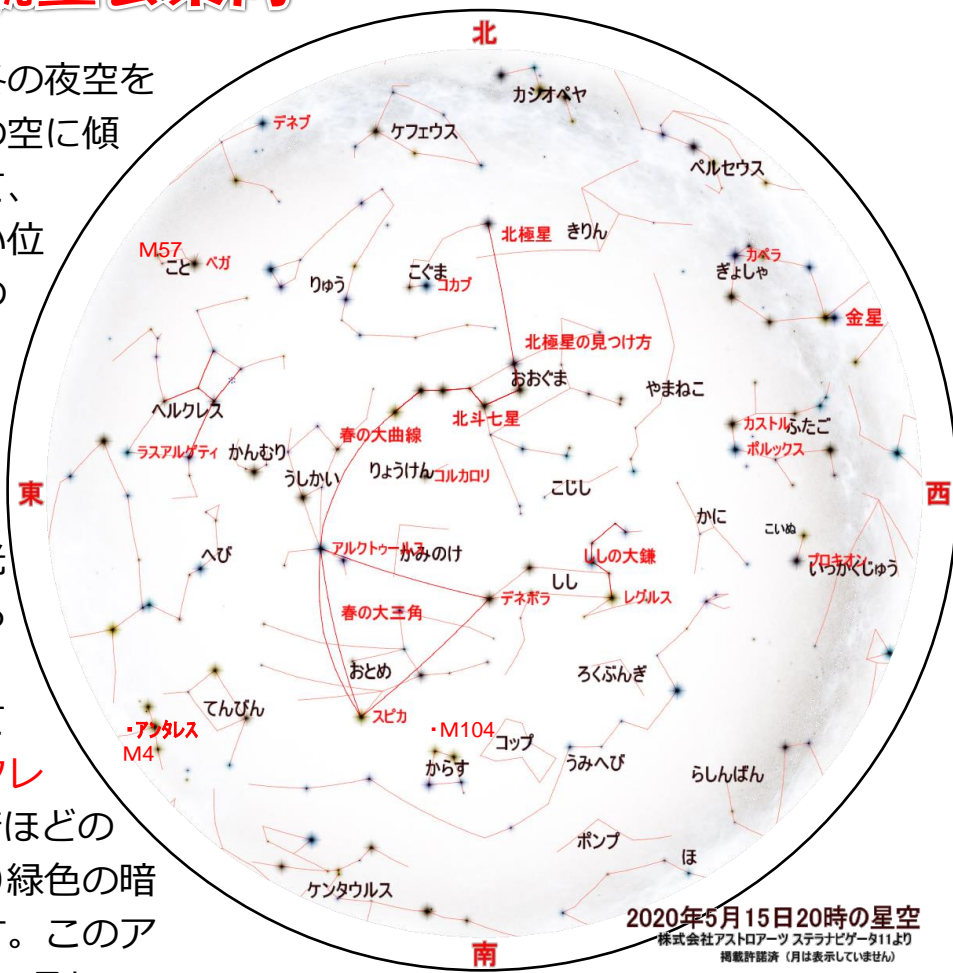 北
の夜空を
の空に傾
い位
の
ほどの
緑色の暗
す。このア
カシオペヤ
デネブ
ケフェウス
ペルセウス
北極星
きりん
M57
こと
ベガ
りゅう
こぐま
コカブ
カペラ
ぎょしゃ
金星
北極星の見つけ方
おおぐま
やまねこ
ヘルクレス
北斗七星
カストル
ふたご
春の大曲線
ラスアルゲティ
かんむり
うしかい
りょうけん
コルカロリ
ポルックス
こじし
東
西
かに
こいぬ
へび
アルクトゥールス
かみのけ
ししの大鎌
プロキオン
いっかくじゅう
しし
デネボラ
レグルス
春の大三角
おとめ
ろくぶんぎ
てんびん
スピカ
・アンタレス
M4
・M104
コップ
からす
うみへび
らしんばん
ポンプ
ほ
ケンタウルス
2020年5月15日20時の星空
株式会社アストロアーツ ステラナビゲータ11より
掲載許諾済（月は表示していません）
南